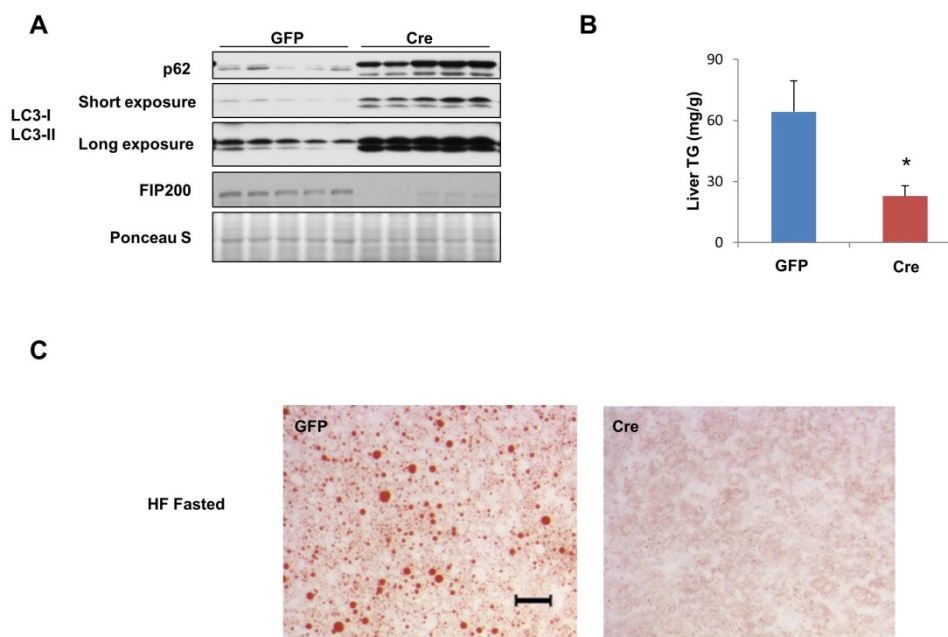 A
GFP Cre
p62
LC3-I
LC3-II
Short exposure
Long exposure
FIP200
Ponceau S
B
Liver TG (mg/g)
90
60
30
0
*
GFP Cre
C
HF Fasted
GFP
Cre